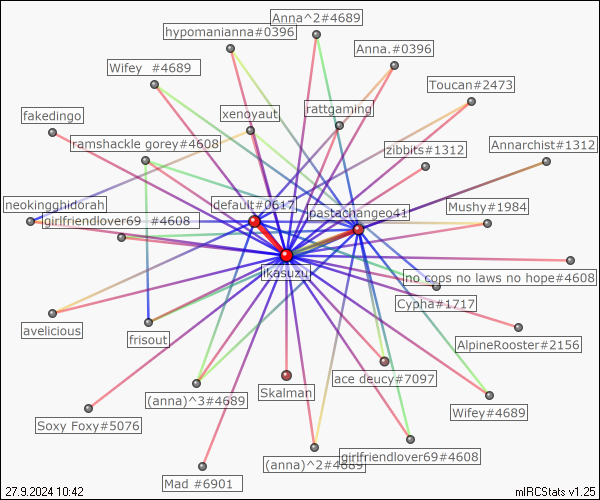 Anna^2#4689
hypomanianna#0396
Anna.#0396
Wifey  #4689
Toucan#2473
fakedingo
xenoyaut
rattgaming
ramshackle gorey#4608
zibbits#1312
Annarchist#1312
neokingghidorah
default#0617
pastachangeo41
Mushy#1984
girlfriendlover69  #4608
ikasuzu
no cops no laws no hope#4608
Cypha#1717
avelicious
frisout
AlpineRooster#2156
ace deucy#7097
Skalman
(anna)^3#4689
Wifey#4689
Soxy Foxy#5076
girlfriendlover69#4608
(anna)^2#4689
Mad #6901
27.9.2024 10:42
mIRCStats v1.25